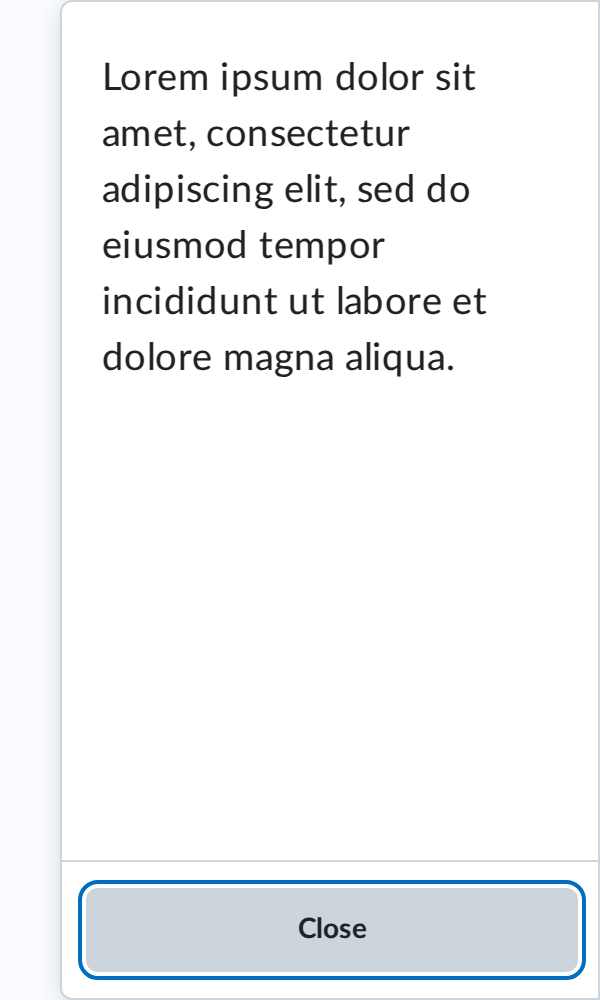 Lorem ipsum dolor sit
amet, consectetur
adipiscing elit, sed do
eiusmod tempor
incididunt ut labore et
dolore magna aliqua.
Close